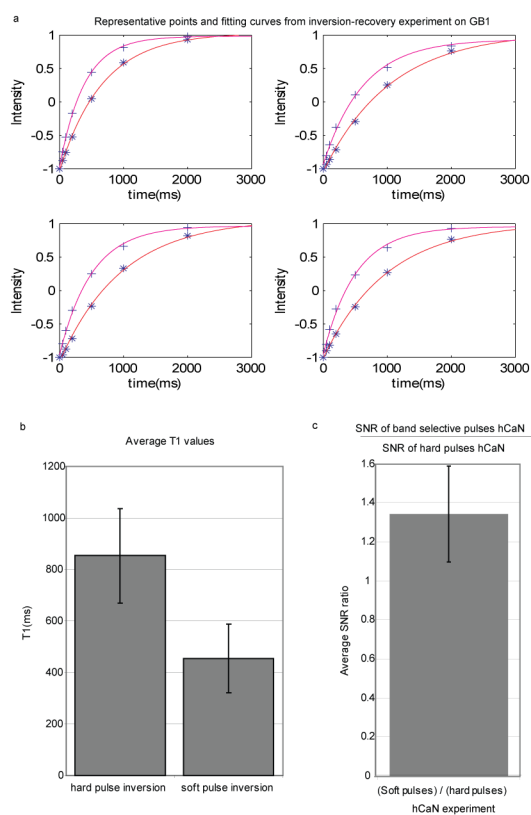 a
Representative points and fitting curves from inversion-recovery experiment on GB1
1
0.5
0
-0.5
-1
Intensity
0 1000 2000 3000
time(ms)
1
0.5
0
-0.5
-1
Intensity
0 1000 2000 3000
time(ms)
1
0.5
0
-0.5
-1
Intensity
0 1000 2000 3000
time(ms)
1
0.5
0
-0.5
-1
Intensity
0 1000 2000 3000
time(ms)
b
Average T1 values
1200
1000
800
600
400
200
0
T1(ms)
hard pulse inversion
soft pulse inversion
c
SNR of band selective pulses hCaN
SNR of hard pulses hCaN
1.6
1.4
1.2
1
0.8
0.6
0.4
0.2
0
Average SNR ratio
(Soft pulses) / (hard pulses)
hCaN experiment